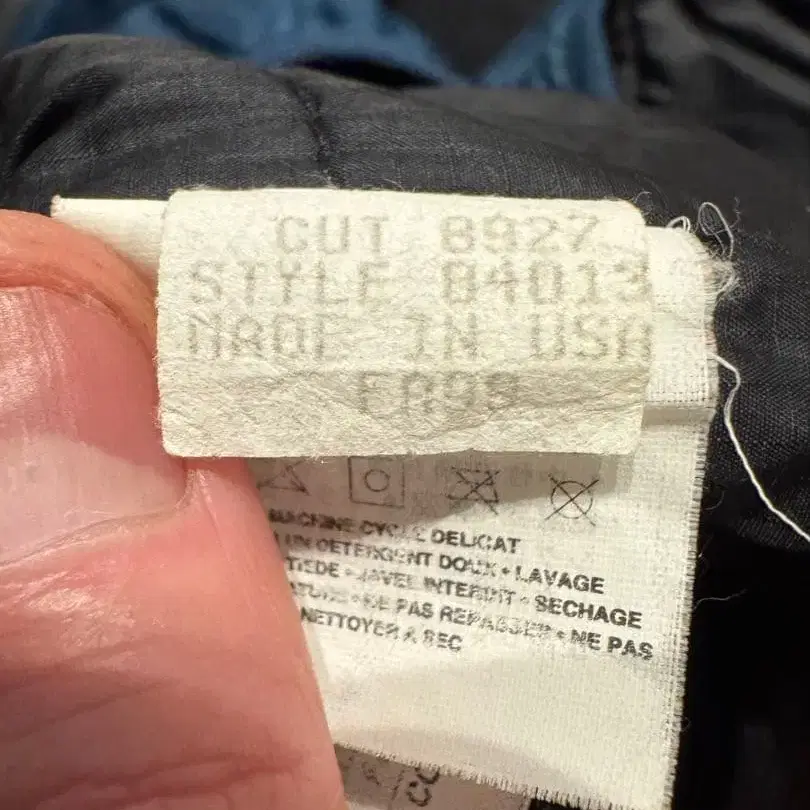 CUT 8927
STYLE 84013
MADE IN USA
FA98
MACHINE CYCLE DELICAT
UN DETERGENT DOUX • LAVAGE
TIEDE • JAVEL INTERDIT • SECHAGE
NE PAS REPASSER • NE PAS
NETTOYER A SEC